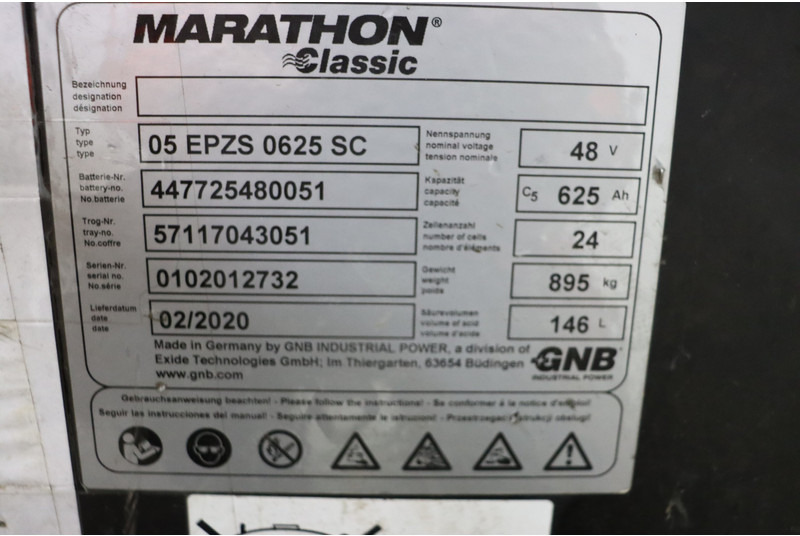 MARATHON®
Classic
Bezeichnung
designation
désignation
Typ
type
type
05 EPZS 0625 SC
Nennspannung
nominal voltage
tension nominale
48 V
Batterie-Nr.
battery-no.
No.batterie
447725480051
Kapazität
capacity
capacité
C5 625 Ah
Trog-Nr.
tray-no.
No.coffre
57117043051
Zellenanzahl
number of cells
nombre d'éléments
24
Serien-Nr.
serial no.
No.série
0102012732
Gewicht
weight
poids
895 kg
Lieferdatum
date
date
02/2020
Säurevolumen
volume of acid
volume d'acide
146 L
Made in Germany by GNB INDUSTRIAL POWER, a division of
Exide Technologies GmbH; Im Thiergarten, 63654 Büdingen
www.gnb.com
GNB®
INDUSTRIAL POWER
Gebrauchsanweisung beachten! - Please follow the instructions! - Se conformer à la notice d'emploi!
Seguir las instrucciones del manual! - Seguire attentamente le istruzioni! - Przestrzegać instrukcji obsługi!